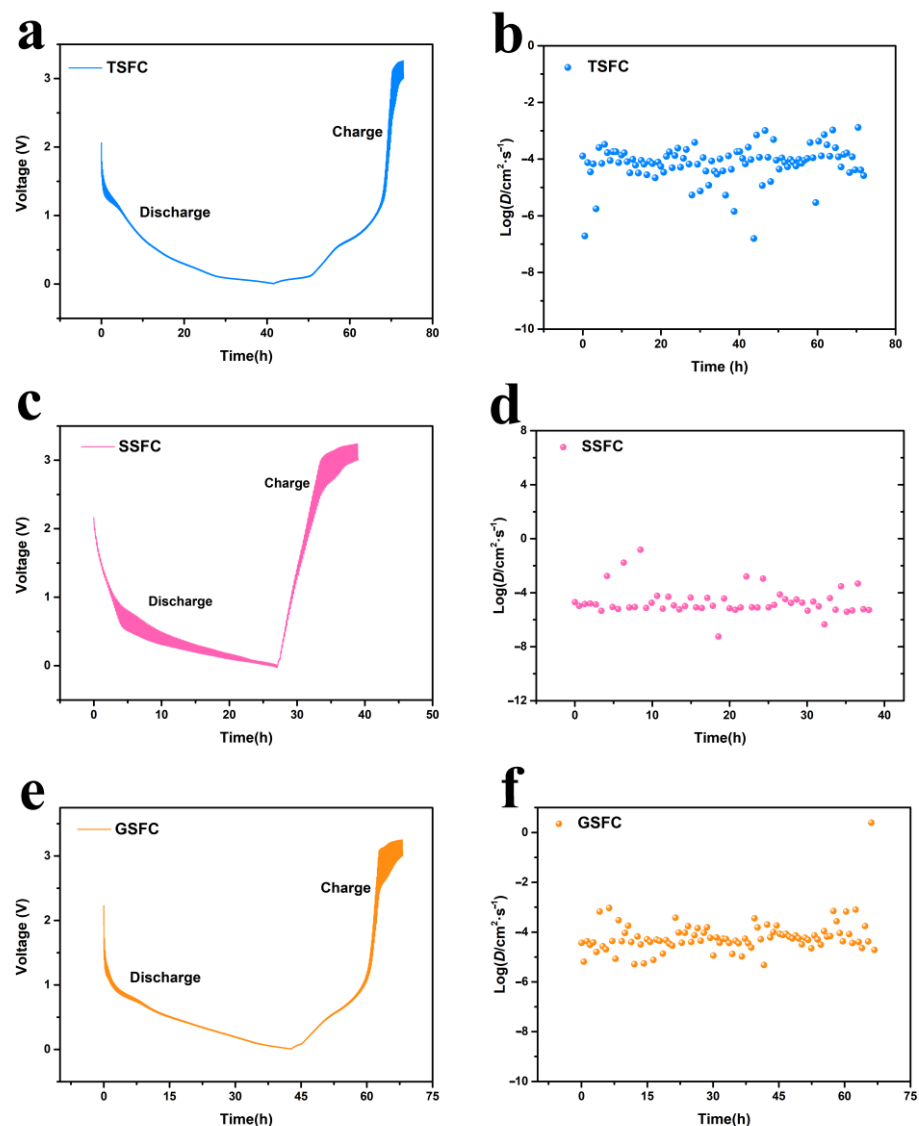 a
TSFC
Charge
Discharge
Voltage (V)
3
2
1
0
0 20 40 60 80
Time(h)
b
TSFC
Log(D/cm²·s⁻¹)
0
−2
−4
−6
−8
−10
0 20 40 60 80
Time (h)
c
SSFC
Charge
Discharge
Voltage (V)
3
2
1
0
0 10 20 30 40 50
Time(h)
d
SSFC
Log(D/cm²·s⁻¹)
8
4
0
−4
−8
−12
0 10 20 30 40
Time(h)
e
GSFC
Charge
Discharge
Voltage (V)
3
2
1
0
0 15 30 45 60 75
Time(h)
f
GSFC
Log(D/cm²·s⁻¹)
0
−2
−4
−6
−8
−10
0 15 30 45 60 75
Time(h)